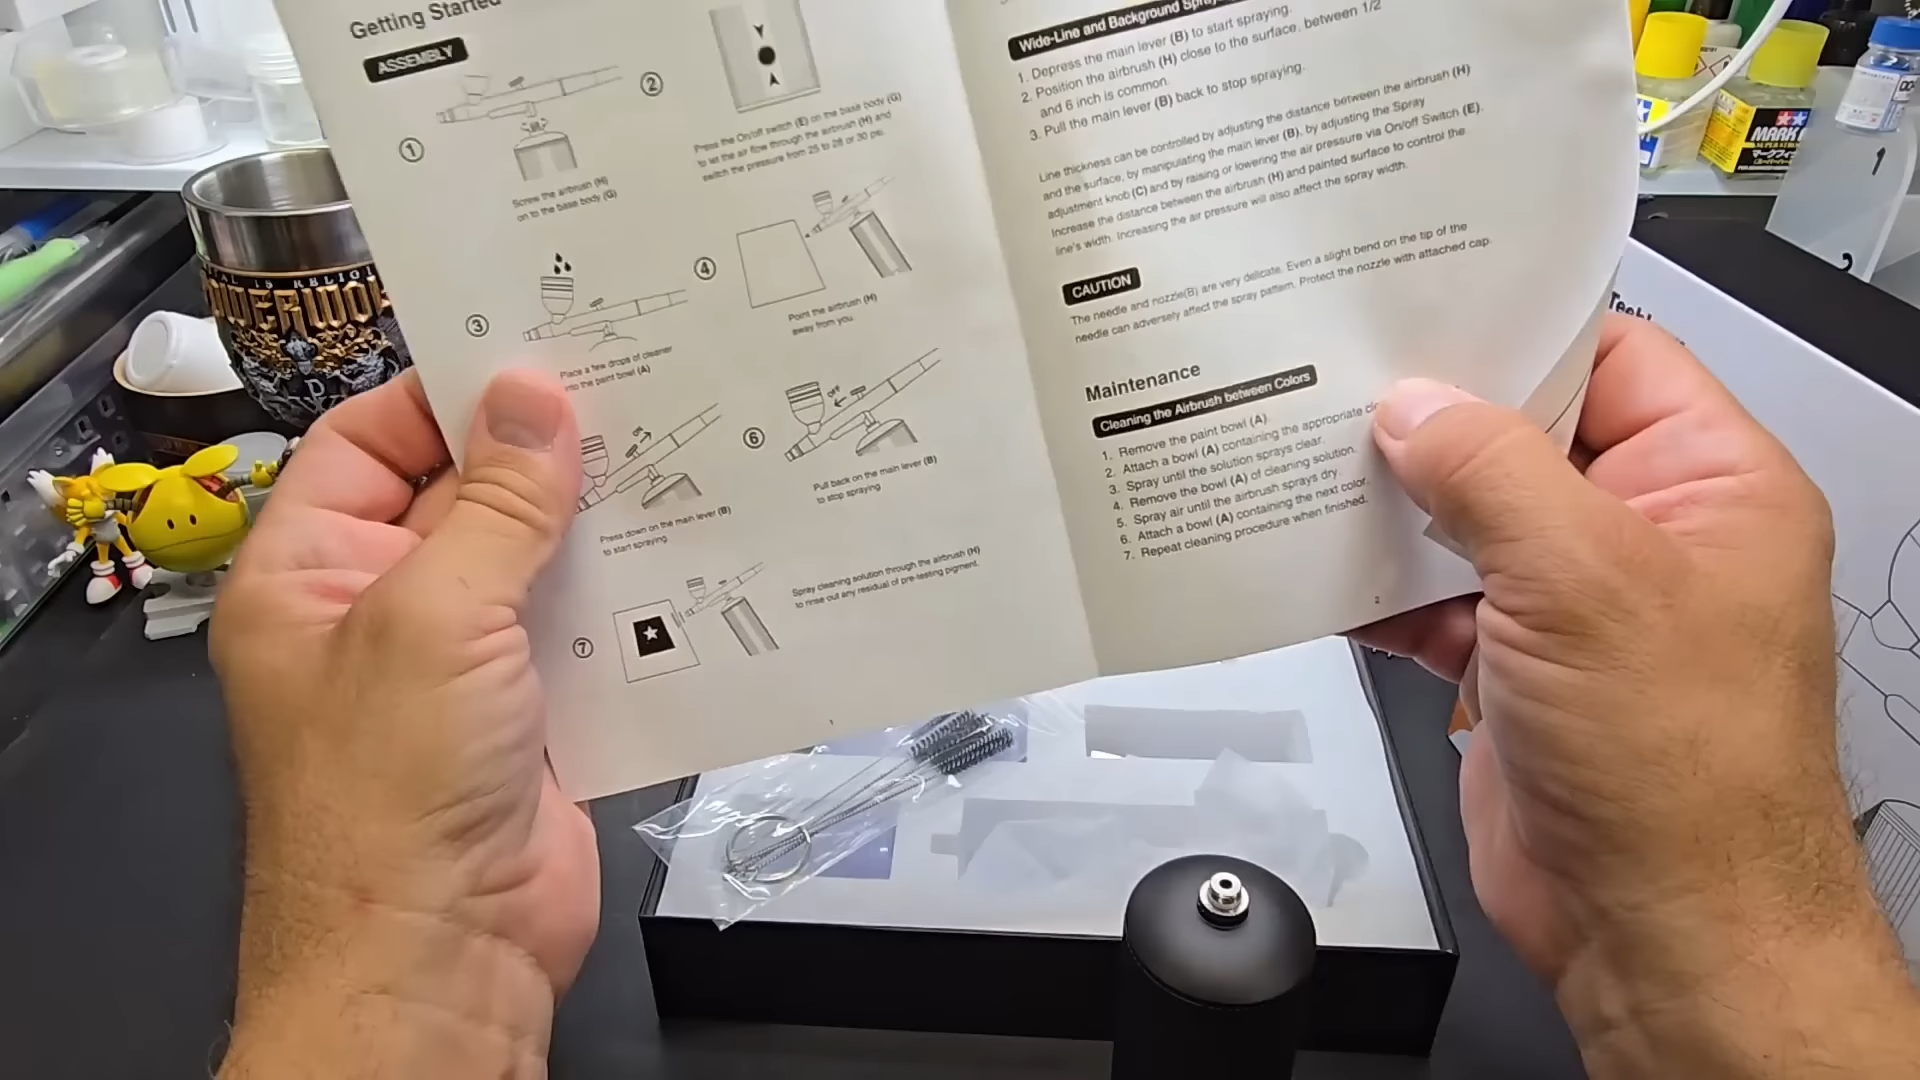 Getting Started
ASSEMBLY
1
Screw the airbrush (H)
on to the base body (G)
2
Press the On/off switch (E) on the base body (G)
to let the air flow through the airbrush (H) and
switch the pressure from 25 to 28 or 30 psi.
3
Place a few drops of cleaner
into the paint bowl (A)
4
Point the airbrush (H)
away from you.
ON
Press down on the main lever (B)
to start spraying
6
OFF
Pull back on the main lever (B)
to stop spraying
7
Spray cleaning solution through the airbrush (H)
to rinse out any residual of pre-testing pigment.
1
Wide-Line and Background
1. Depress the main lever (B) to start spraying.
2. Position the airbrush (H) close to the surface, between 1/2
and 6 inch is common.
3. Pull the main lever (B) back to stop spraying.
Line thickness can be controlled by adjusting the distance between the airbrush (H)
and the surface, by manipulating the main lever (B), by adjusting the Spray
adjustment knob (C) and by raising or lowering the air pressure via On/off Switch (E).
Increase the distance between the airbrush (H) and painted surface to control the
line's width. Increasing the air pressure will also affect the spray width.
CAUTION
The needle and nozzle(B) are very delicate. Even a slight bend on the tip of the
needle can adversely affect the spray pattern. Protect the nozzle with attached cap.
Maintenance
Cleaning the Airbrush between Colors
1. Remove the paint bowl (A).
2. Attach a bowl (A) containing the appropriate
3. Spray until the solution sprays clear.
4. Remove the bowl (A) of cleaning solution.
5. Spray air until the airbrush sprays dry.
6. Attach a bowl (A) containing the next color.
7. Repeat cleaning procedure when finished.
2
MARK
1
2